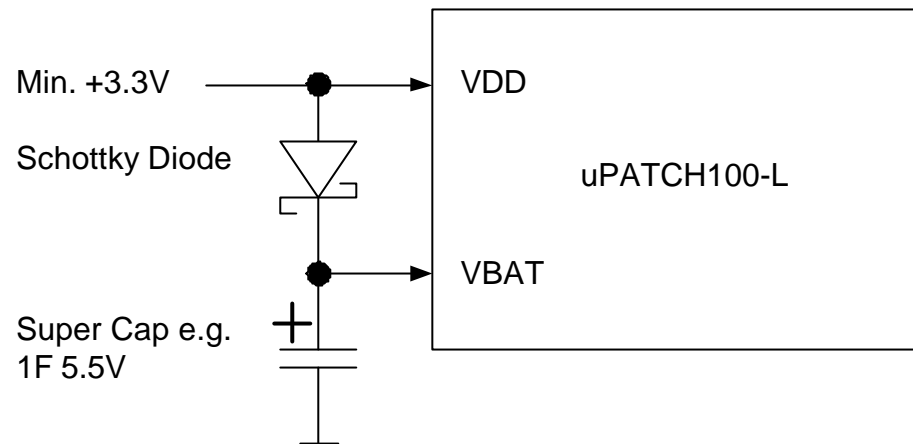 Min. +3.3V
VDD
Schottky Diode
uPATCH100-L
VBAT
Super Cap e.g.
1F 5.5V